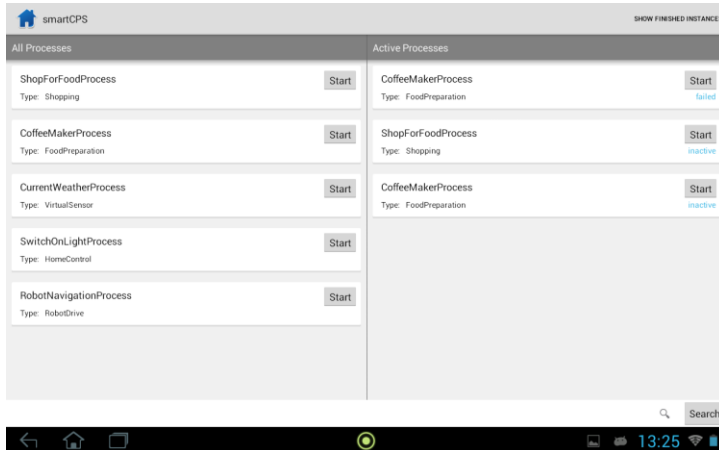 smartCPS
SHOW FINISHED INSTANCE
All Processes
ShopForFoodProcess
Start
Type: Shopping
CoffeeMakerProcess
Start
Type: FoodPreparation
CurrentWeatherProcess
Start
Type: VirtualSensor
SwitchOnLightProcess
Start
Type: HomeControl
RobotNavigationProcess
Start
Type: RobotDrive
Active Processes
CoffeeMakerProcess
Start
Type: FoodPreparation
failed
ShopForFoodProcess
Start
Type: Shopping
inactive
CoffeeMakerProcess
Start
Type: FoodPreparation
inactive
Search
13:25